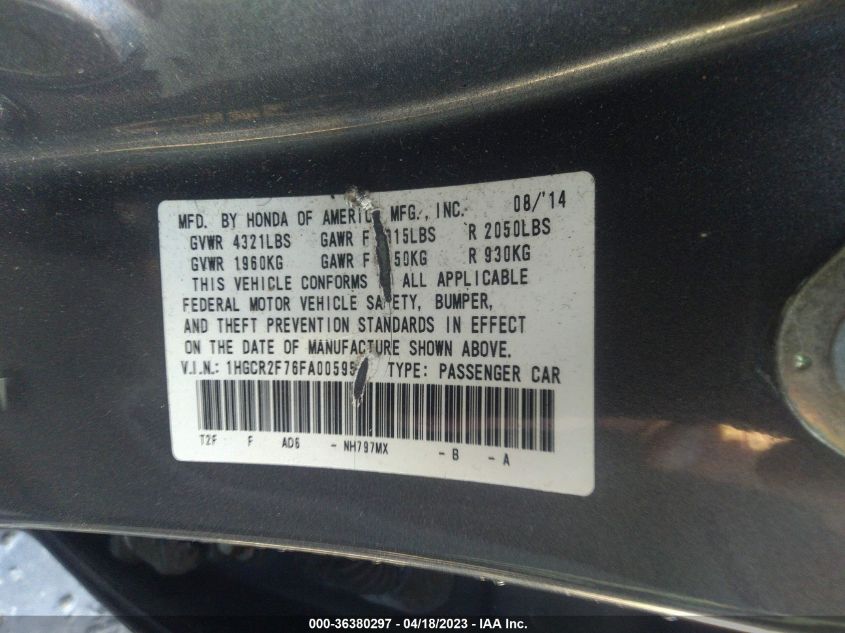 MFD. BY HONDA OF AMERIC MFG., INC. 08/'14
GVWR 4321LBS GAWR F 15LBS R 2050LBS
GVWR 1960KG GAWR F 50KG R 930KG
THIS VEHICLE CONFORMS ALL APPLICABLE
FEDERAL MOTOR VEHICLE SAFETY, BUMPER,
AND THEFT PREVENTION STANDARDS IN EFFECT
ON THE DATE OF MANUFACTURE SHOWN ABOVE.
V.I.N.: 1HGCR2F76FA00595 TYPE: PASSENGER CAR
T2F F AD6 - NH797MX - B - A
000-36380297 - 04/18/2023 - IAA Inc.